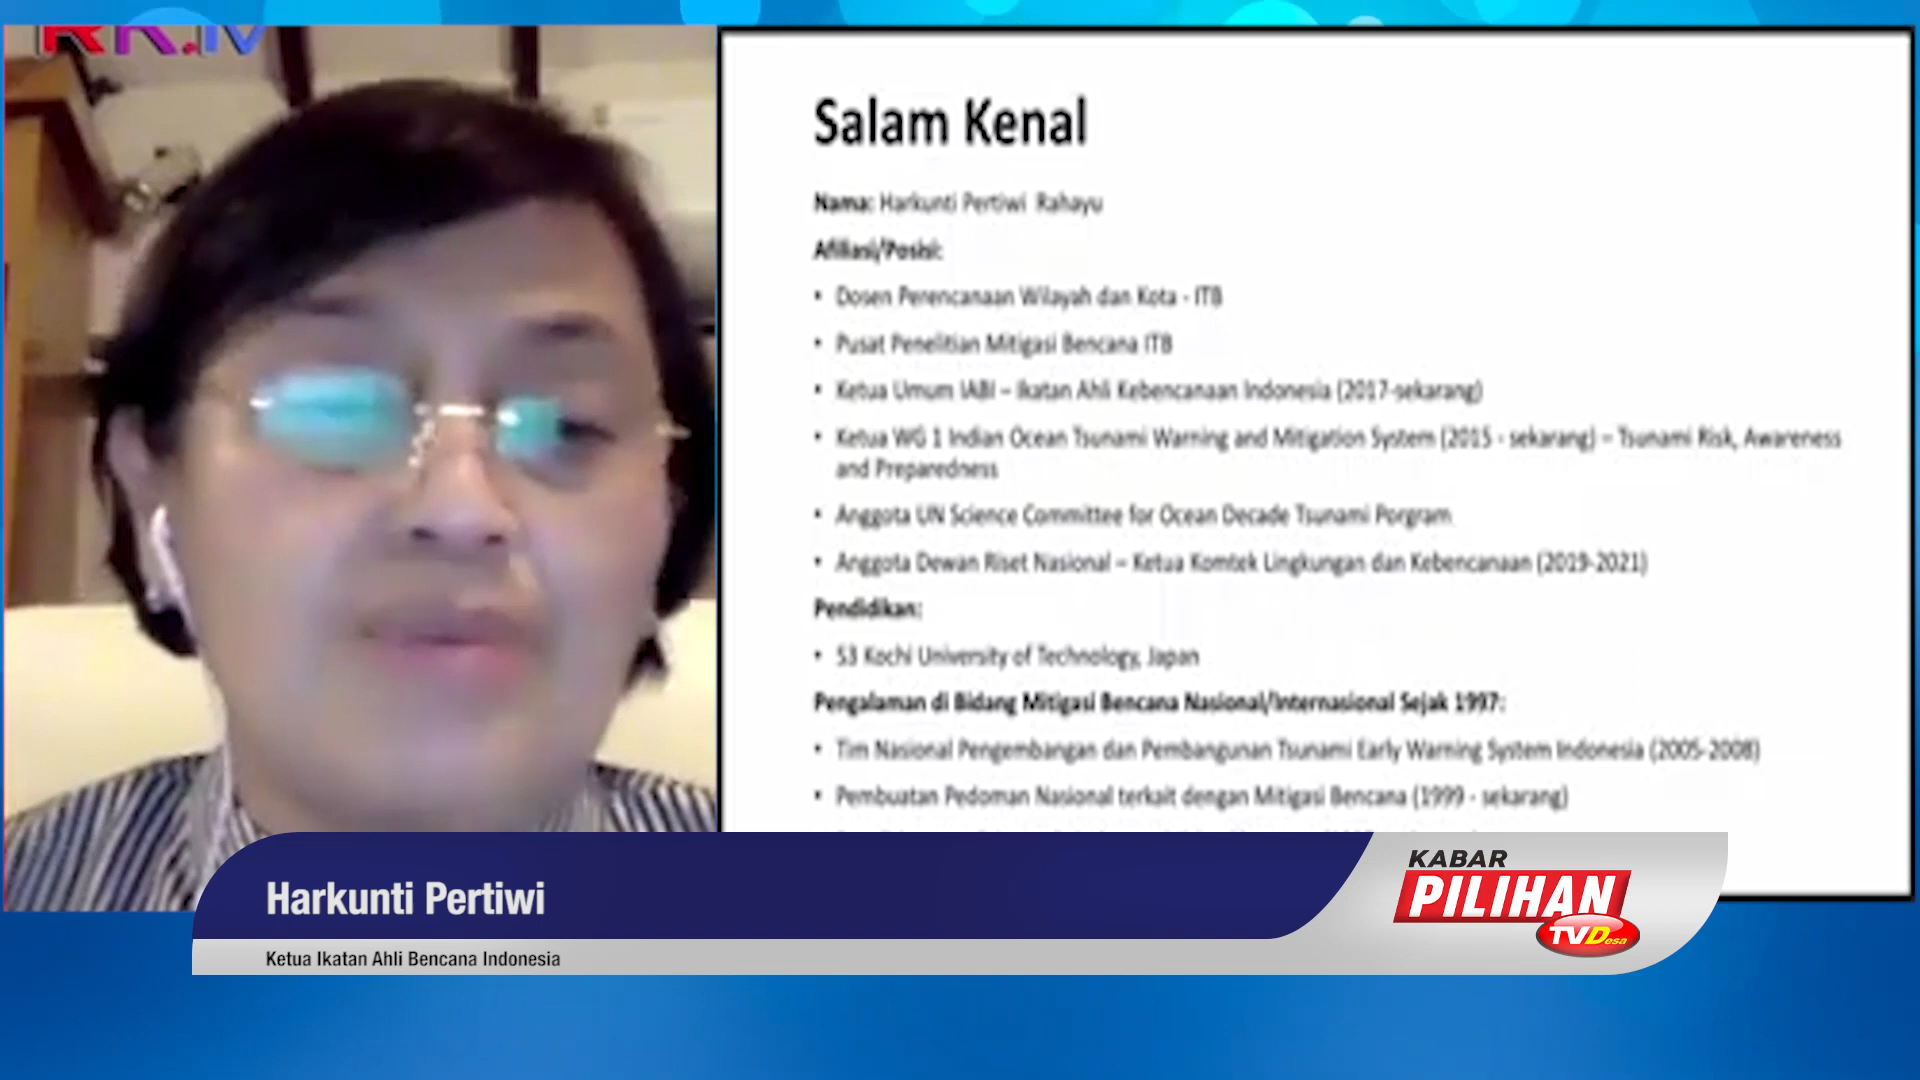 RK.TV
Salam Kenal
Nama: Harkunti Pertiwi Rahayu
Afiliasi/Posisi:
• Dosen Perencanaan Wilayah dan Kota - ITB
• Pusat Penelitian Mitigasi Bencana ITB
• Ketua Umum IABI – Ikatan Ahli Kebencanaan Indonesia (2017-sekarang)
• Ketua WG 1 Indian Ocean Tsunami Warning and Mitigation System (2015 - sekarang) – Tsunami Risk, Awareness
and Preparedness
• Anggota UN Science Committee for Ocean Decade Tsunami Porgram
• Anggota Dewan Riset Nasional – Ketua Komtek Lingkungan dan Kebencanaan (2019-2021)
Pendidikan:
• S3 Kochi University of Technology, Japan
Pengalaman di Bidang Mitigasi Bencana Nasional/Internasional Sejak 1997:
• Tim Nasional Pengembangan dan Pembangunan Tsunami Early Warning System Indonesia (2005-2008)
• Pembuatan Pedoman Nasional terkait dengan Mitigasi Bencana (1999 - sekarang)
Harkunti Pertiwi
Ketua Ikatan Ahli Bencana Indonesia
KABAR
PILIHAN
TVDesa